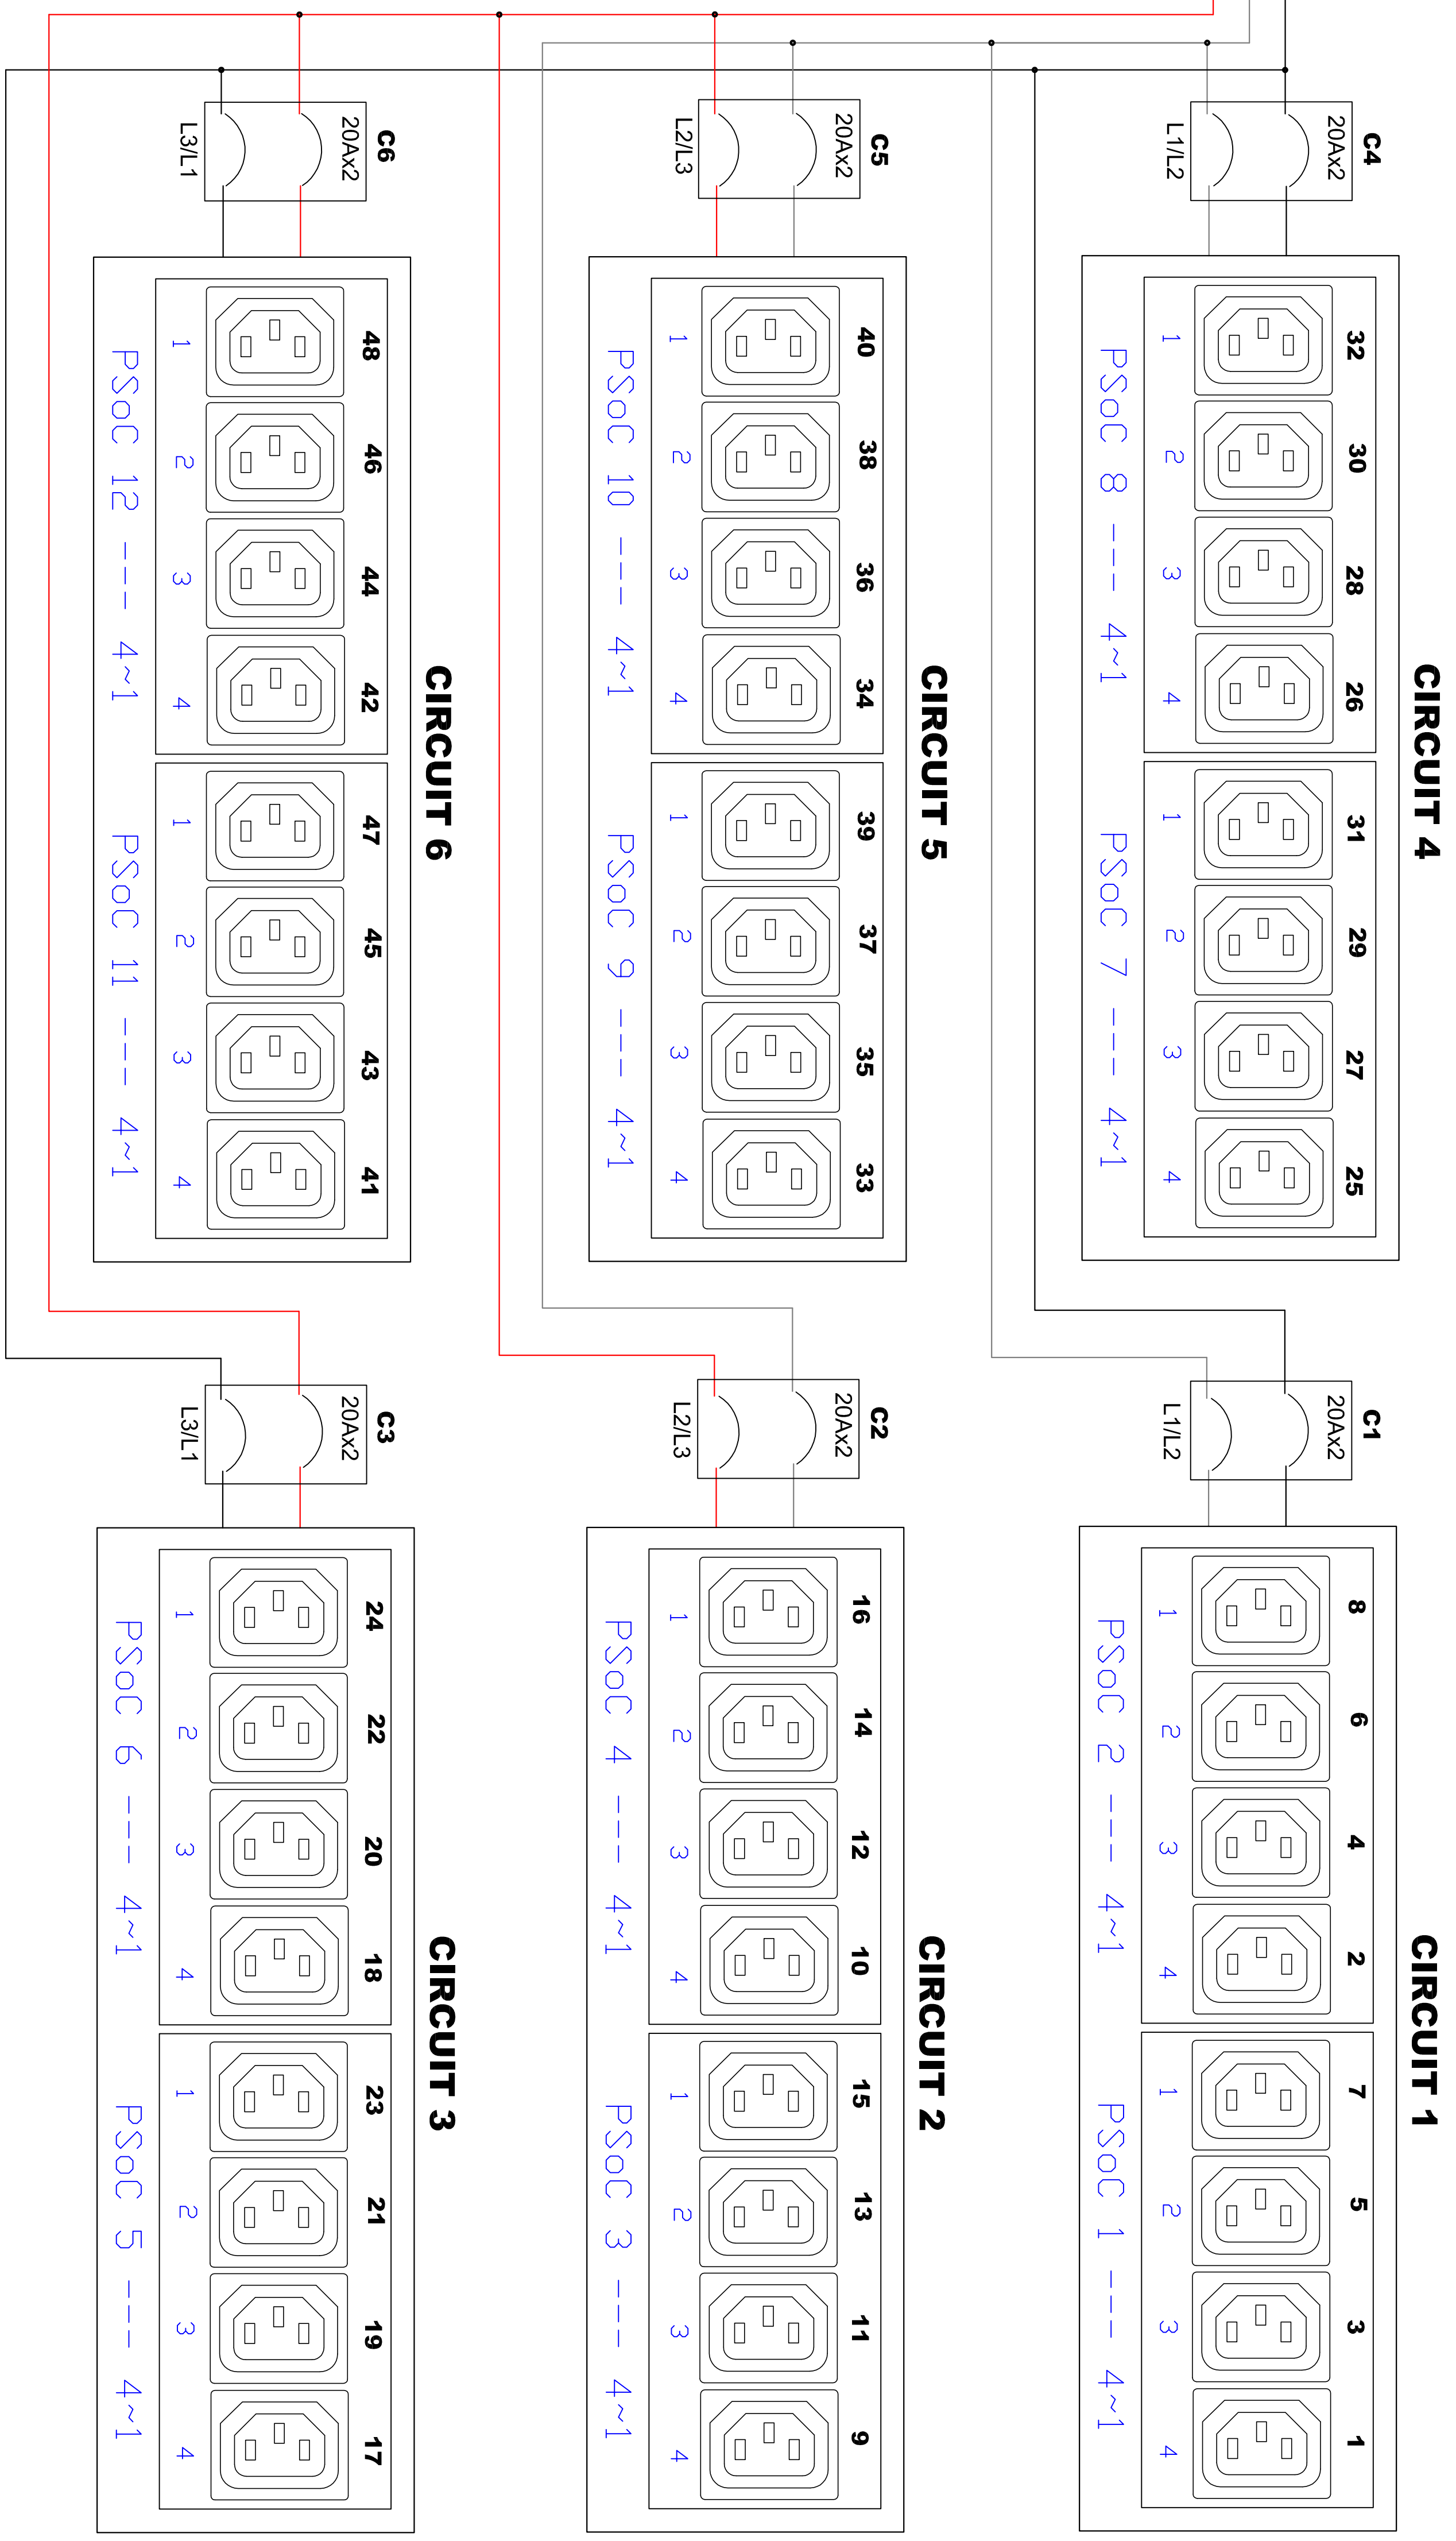 CIRCUIT 4
C4
20Ax2
L1/L2
32 30 28 26 31 29 27 25
1 2 3 4 1 2 3 4
PSoC 8 --- 4~1 PSoC 7 --- 4~1
CIRCUIT 1
C1
20Ax2
L1/L2
8 6 4 2 7 5 3 1
1 2 3 4 1 2 3 4
PSoC 2 --- 4~1 PSoC 1 --- 4~1
CIRCUIT 5
C5
20Ax2
L2/L3
40 38 36 34 39 37 35 33
1 2 3 4 1 2 3 4
PSoC 10 --- 4~1 PSoC 9 --- 4~1
CIRCUIT 2
C2
20Ax2
L2/L3
16 14 12 10 15 13 11 9
1 2 3 4 1 2 3 4
PSoC 4 --- 4~1 PSoC 3 --- 4~1
CIRCUIT 6
C6
20Ax2
L3/L1
48 46 44 42 47 45 43 41
1 2 3 4 1 2 3 4
PSoC 12 --- 4~1 PSoC 11 --- 4~1
CIRCUIT 3
C3
20Ax2
L3/L1
24 22 20 18 23 21 19 17
1 2 3 4 1 2 3 4
PSoC 6 --- 4~1 PSoC 5 --- 4~1